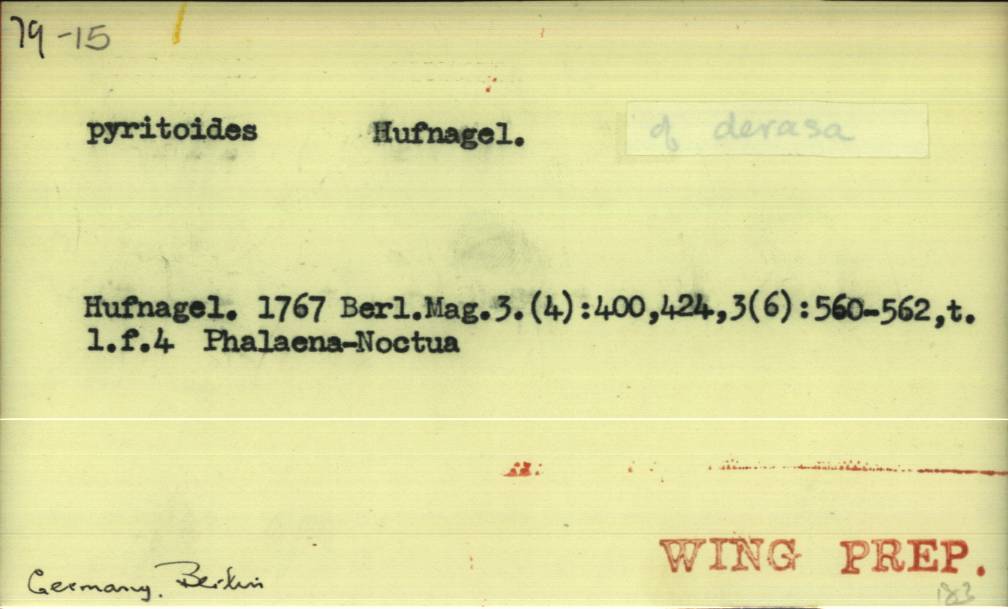 79-15
pyritoides Hufnagel. of derasa
Hufnagel. 1767 Berl.Mag.3.(4):400,424,3(6):560-562,t.
l.f.4 Phalaena-Noctua
WING PREP.
Germany. Berlin